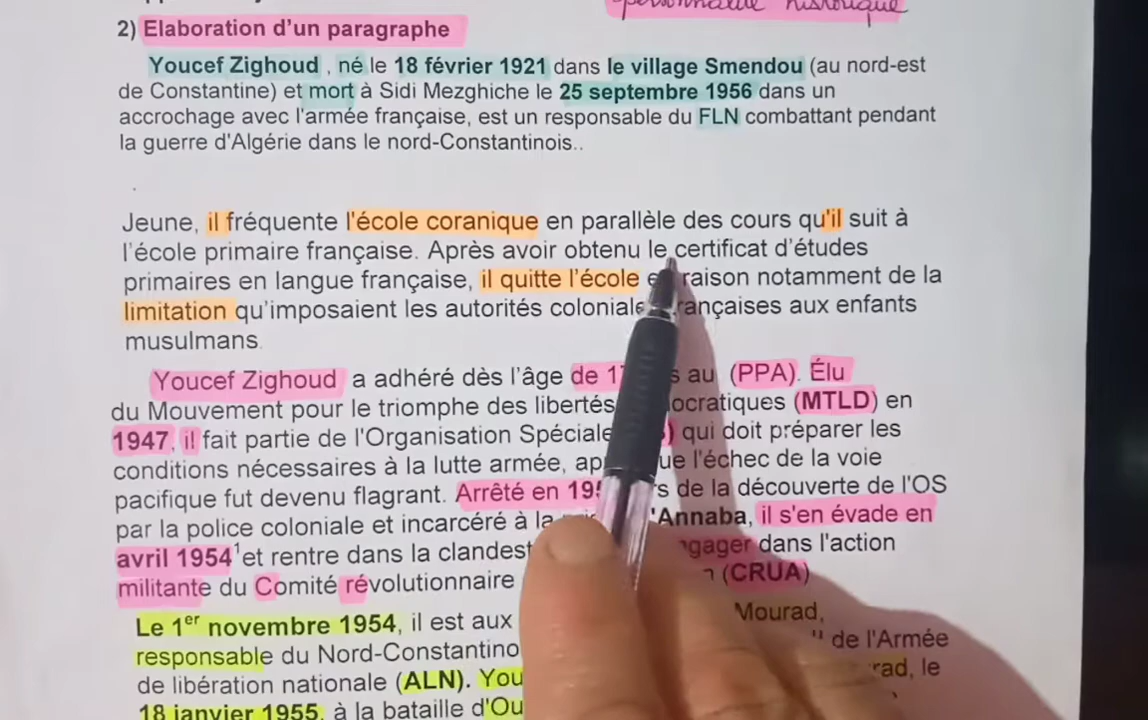 personnalité historique
2) Elaboration d'un paragraphe
Youcef Zighoud , né le 18 février 1921 dans le village Smendou (au nord-est
de Constantine) et mort à Sidi Mezghiche le 25 septembre 1956 dans un
accrochage avec l'armée française, est un responsable du FLN combattant pendant
la guerre d'Algérie dans le nord-Constantinois..
Jeune, il fréquente l'école coranique en parallèle des cours qu'il suit à
l'école primaire française. Après avoir obtenu le certificat d'études
primaires en langue française, il quitte l'école raison notamment de la
limitation qu'imposaient les autorités coloniale françaises aux enfants
musulmans.
Youcef Zighoud a adhéré dès l'âge de au (PPA). Élu
du Mouvement pour le triomphe des libertés (MTLD) en
1947, il fait partie de l'Organisation Spéciale qui doit préparer les
conditions nécessaires à la lutte armée, l'échec de la voie
pacifique fut devenu flagrant. Arrêté en de la découverte de l'OS
par la police coloniale et incarcéré à la 'Annaba, il s'en évade en
avril 1954¹et rentre dans la dans l'action
militante du Comité révolutionnaire (CRUA)
Le 1er novembre 1954, il est aux Mourad,
responsable du de l'Armée
de libération nationale (ALN). le
18 janvier 1955, à la bataille